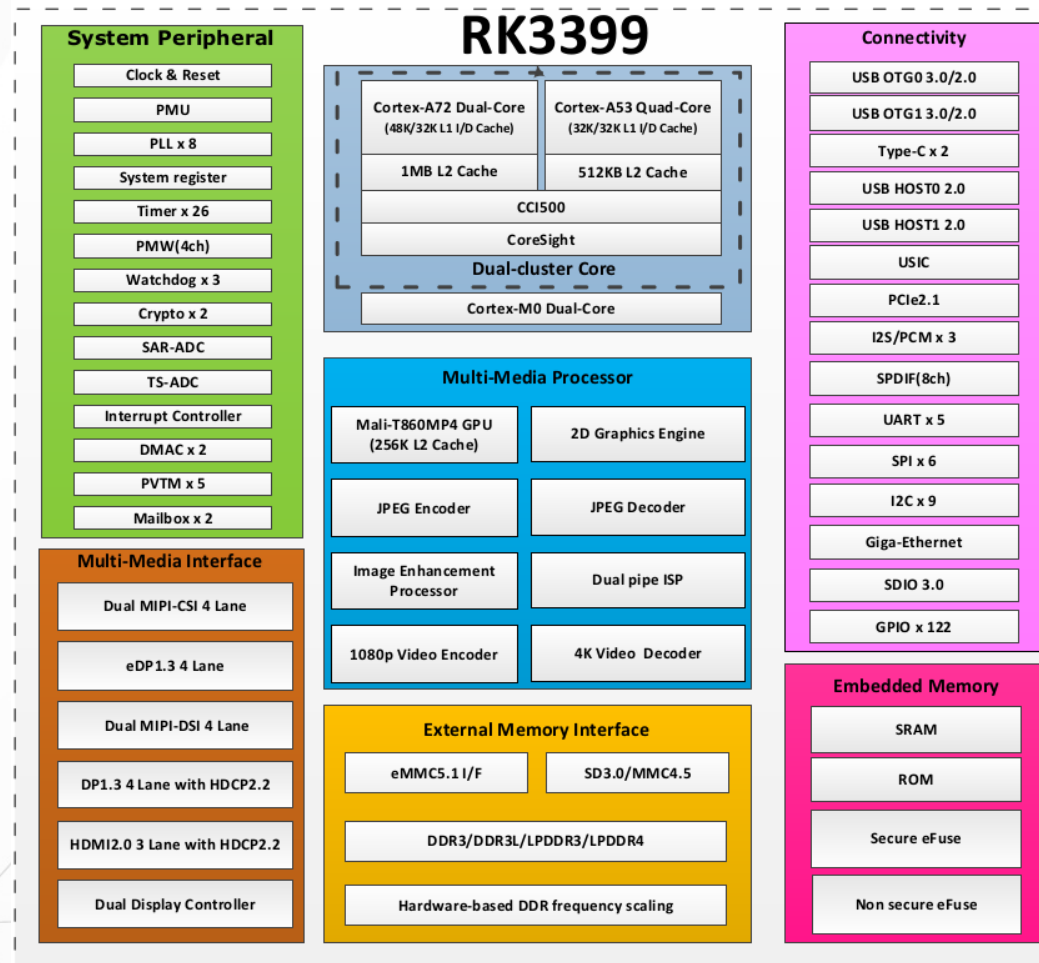 RK3399
System Peripheral
Clock & Reset
PMU
PLL x 8
System register
Timer x 26
PMW(4ch)
Watchdog x 3
Crypto x 2
SAR-ADC
TS-ADC
Interrupt Controller
DMAC x 2
PVTM x 5
Mailbox x 2
Multi-Media Interface
Dual MIPI-CSI 4 Lane
eDP1.3 4 Lane
Dual MIPI-DSI 4 Lane
DP1.3 4 Lane with HDCP2.2
HDMI2.0 3 Lane with HDCP2.2
Dual Display Controller
Cortex-A72 Dual-Core
(48K/32K L1 I/D Cache)
Cortex-A53 Quad-Core
(32K/32K L1 I/D Cache)
1MB L2 Cache
512KB L2 Cache
CCI500
CoreSight
Dual-cluster Core
Cortex-M0 Dual-Core
Multi-Media Processor
Mali-T860MP4 GPU
(256K L2 Cache)
2D Graphics Engine
JPEG Encoder
JPEG Decoder
Image Enhancement
Processor
Dual pipe ISP
1080p Video Encoder
4K Video Decoder
External Memory Interface
eMMC5.1 I/F
SD3.0/MMC4.5
DDR3/DDR3L/LPDDR3/LPDDR4
Hardware-based DDR frequency scaling
Connectivity
USB OTG0 3.0/2.0
USB OTG1 3.0/2.0
Type-C x 2
USB HOST0 2.0
USB HOST1 2.0
USIC
PCIe2.1
I2S/PCM x 3
SPDIF(8ch)
UART x 5
SPI x 6
I2C x 9
Giga-Ethernet
SDIO 3.0
GPIO x 122
Embedded Memory
SRAM
ROM
Secure eFuse
Non secure eFuse